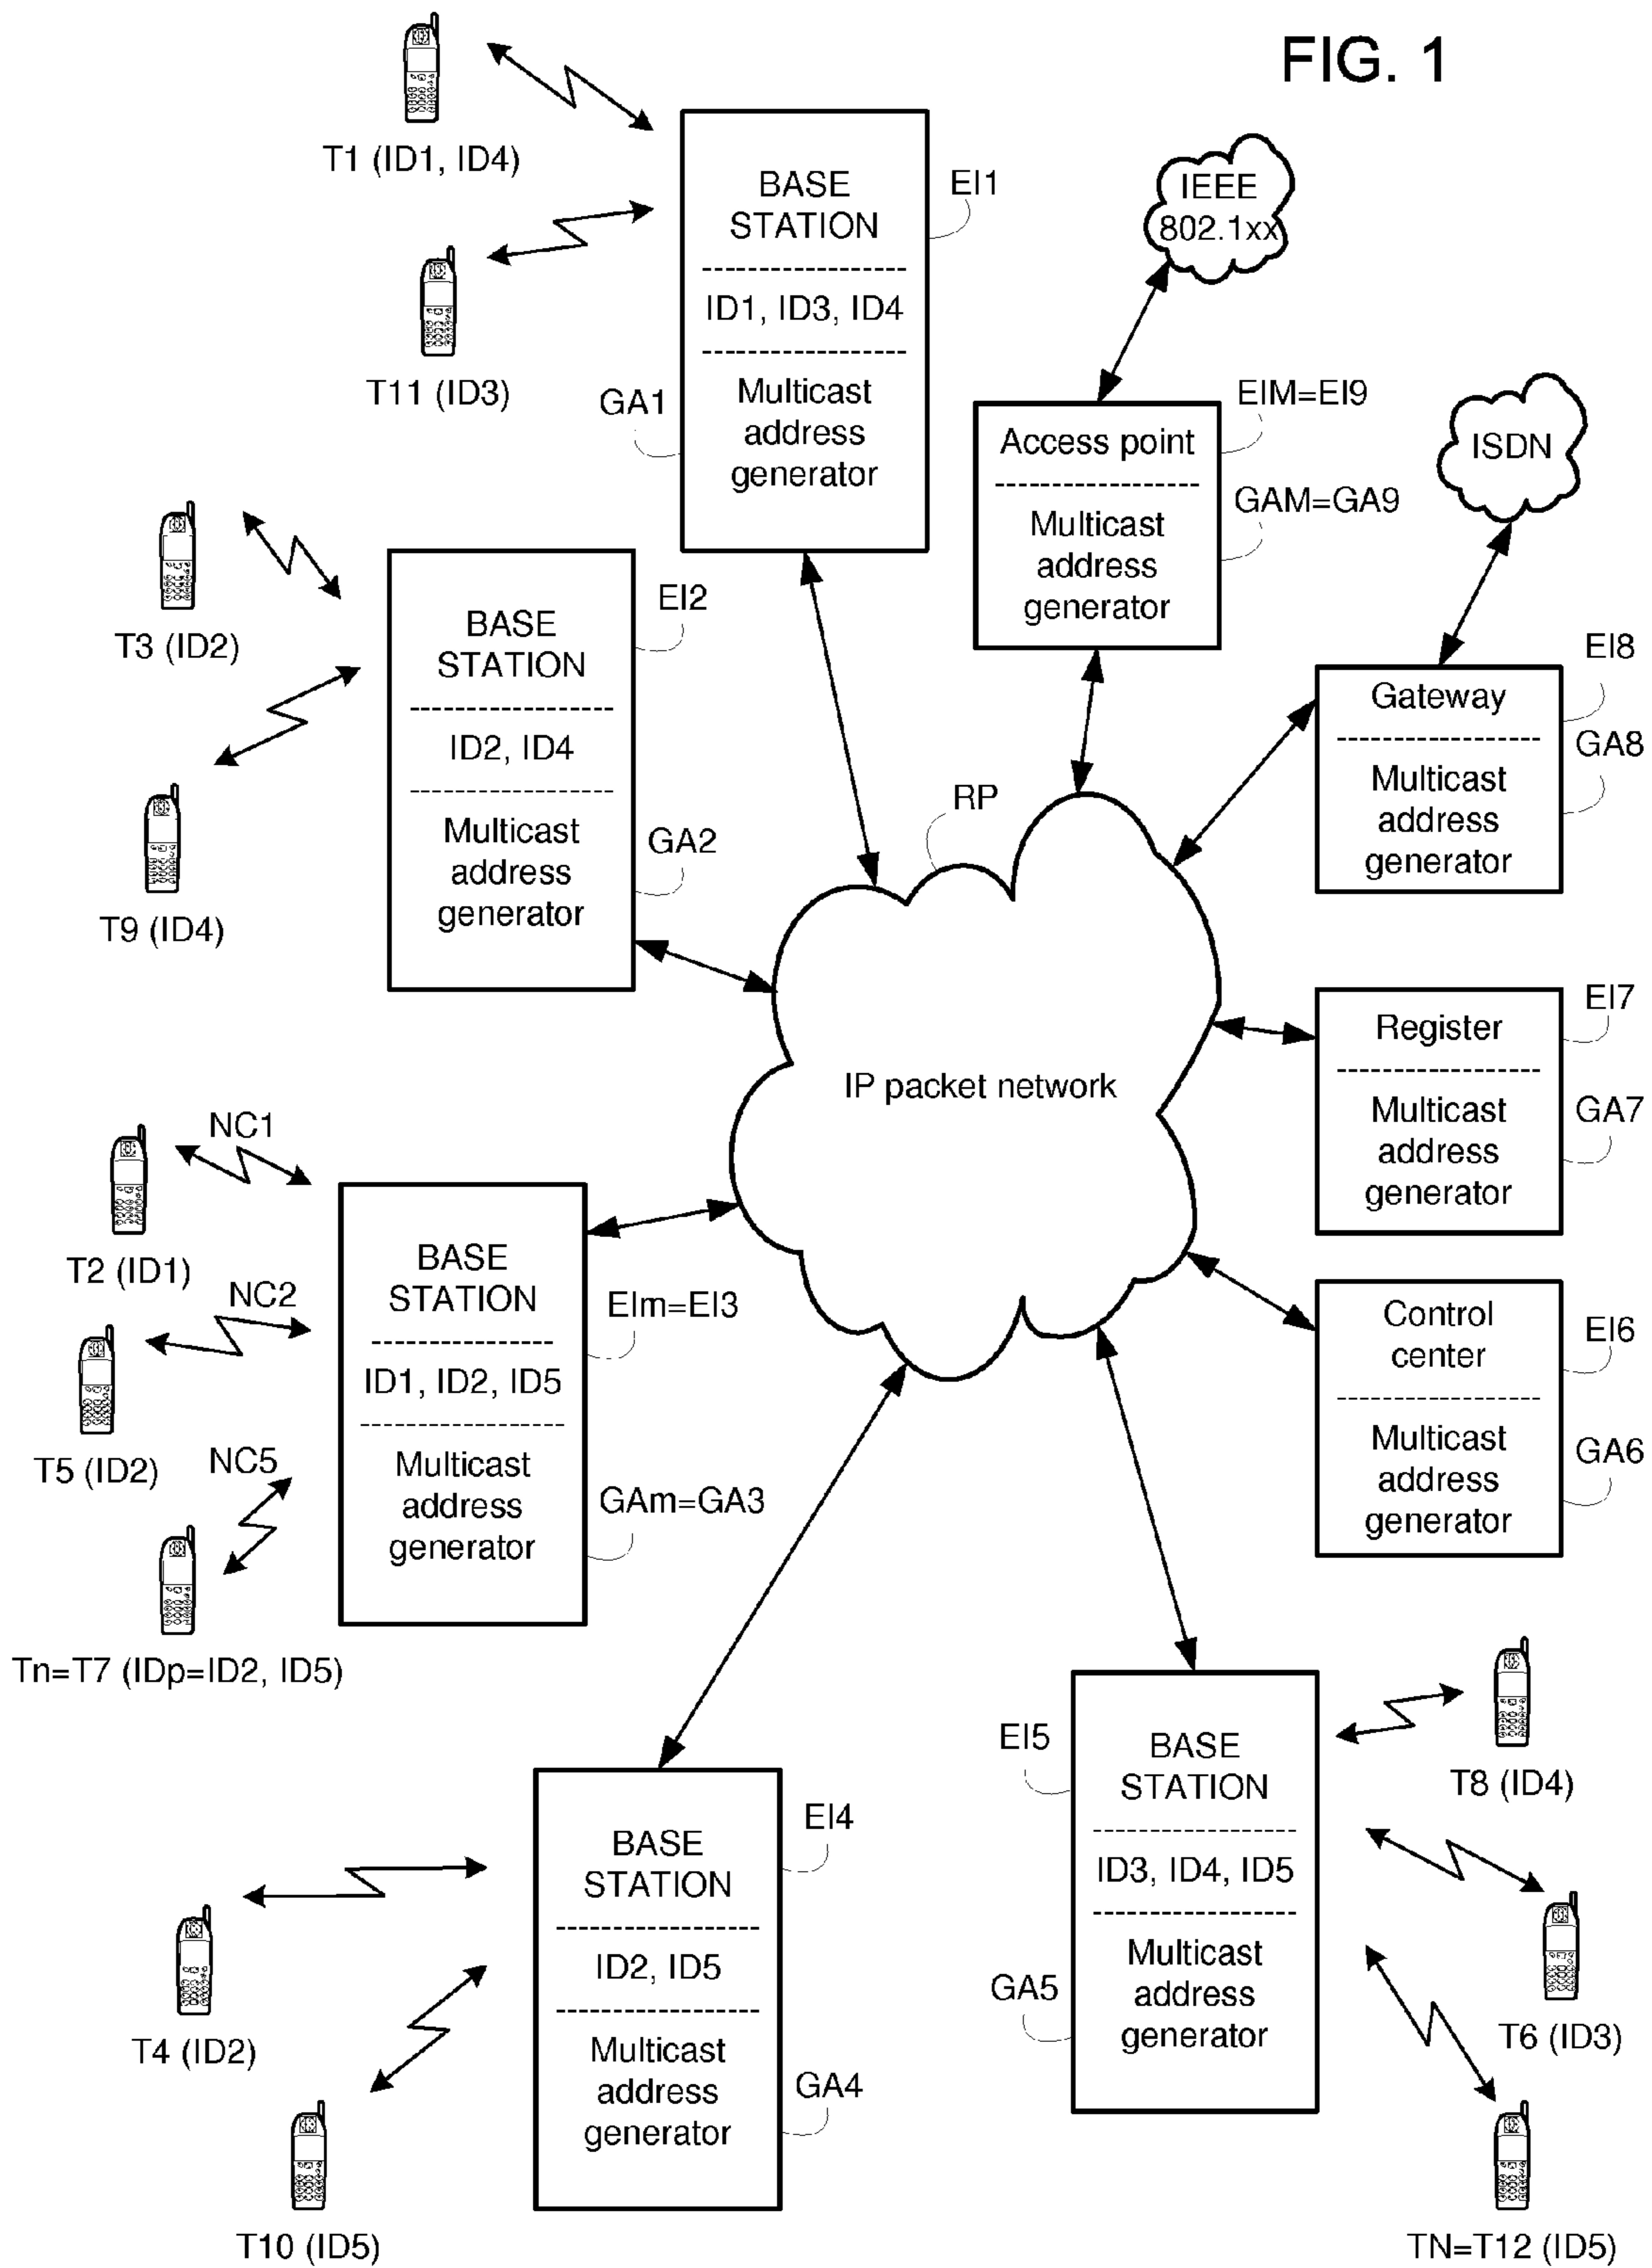 FIG. 1
T1 (ID1, ID4)
T11 (ID3)
BASE
STATION
ID1, ID3, ID4
Multicast
address
generator
EI1
GA1
IEEE
802.1xx
Access point
Multicast
address
generator
EIM=EI9
GAM=GA9
ISDN
Gateway
Multicast
address
generator
EI8
GA8
T3 (ID2)
T9 (ID4)
BASE
STATION
ID2, ID4
Multicast
address
generator
EI2
GA2
RP
IP packet network
Register
Multicast
address
generator
EI7
GA7
NC1
T2 (ID1)
NC2
T5 (ID2)
NC5
Tn=T7 (IDp=ID2, ID5)
BASE
STATION
ID1, ID2, ID5
Multicast
address
generator
EIm=EI3
GAm=GA3
Control
center
Multicast
address
generator
EI6
GA6
T4 (ID2)
T10 (ID5)
BASE
STATION
ID2, ID5
Multicast
address
generator
EI4
GA4
EI5
GA5
BASE
STATION
ID3, ID4, ID5
Multicast
address
generator
T8 (ID4)
T6 (ID3)
TN=T12 (ID5)